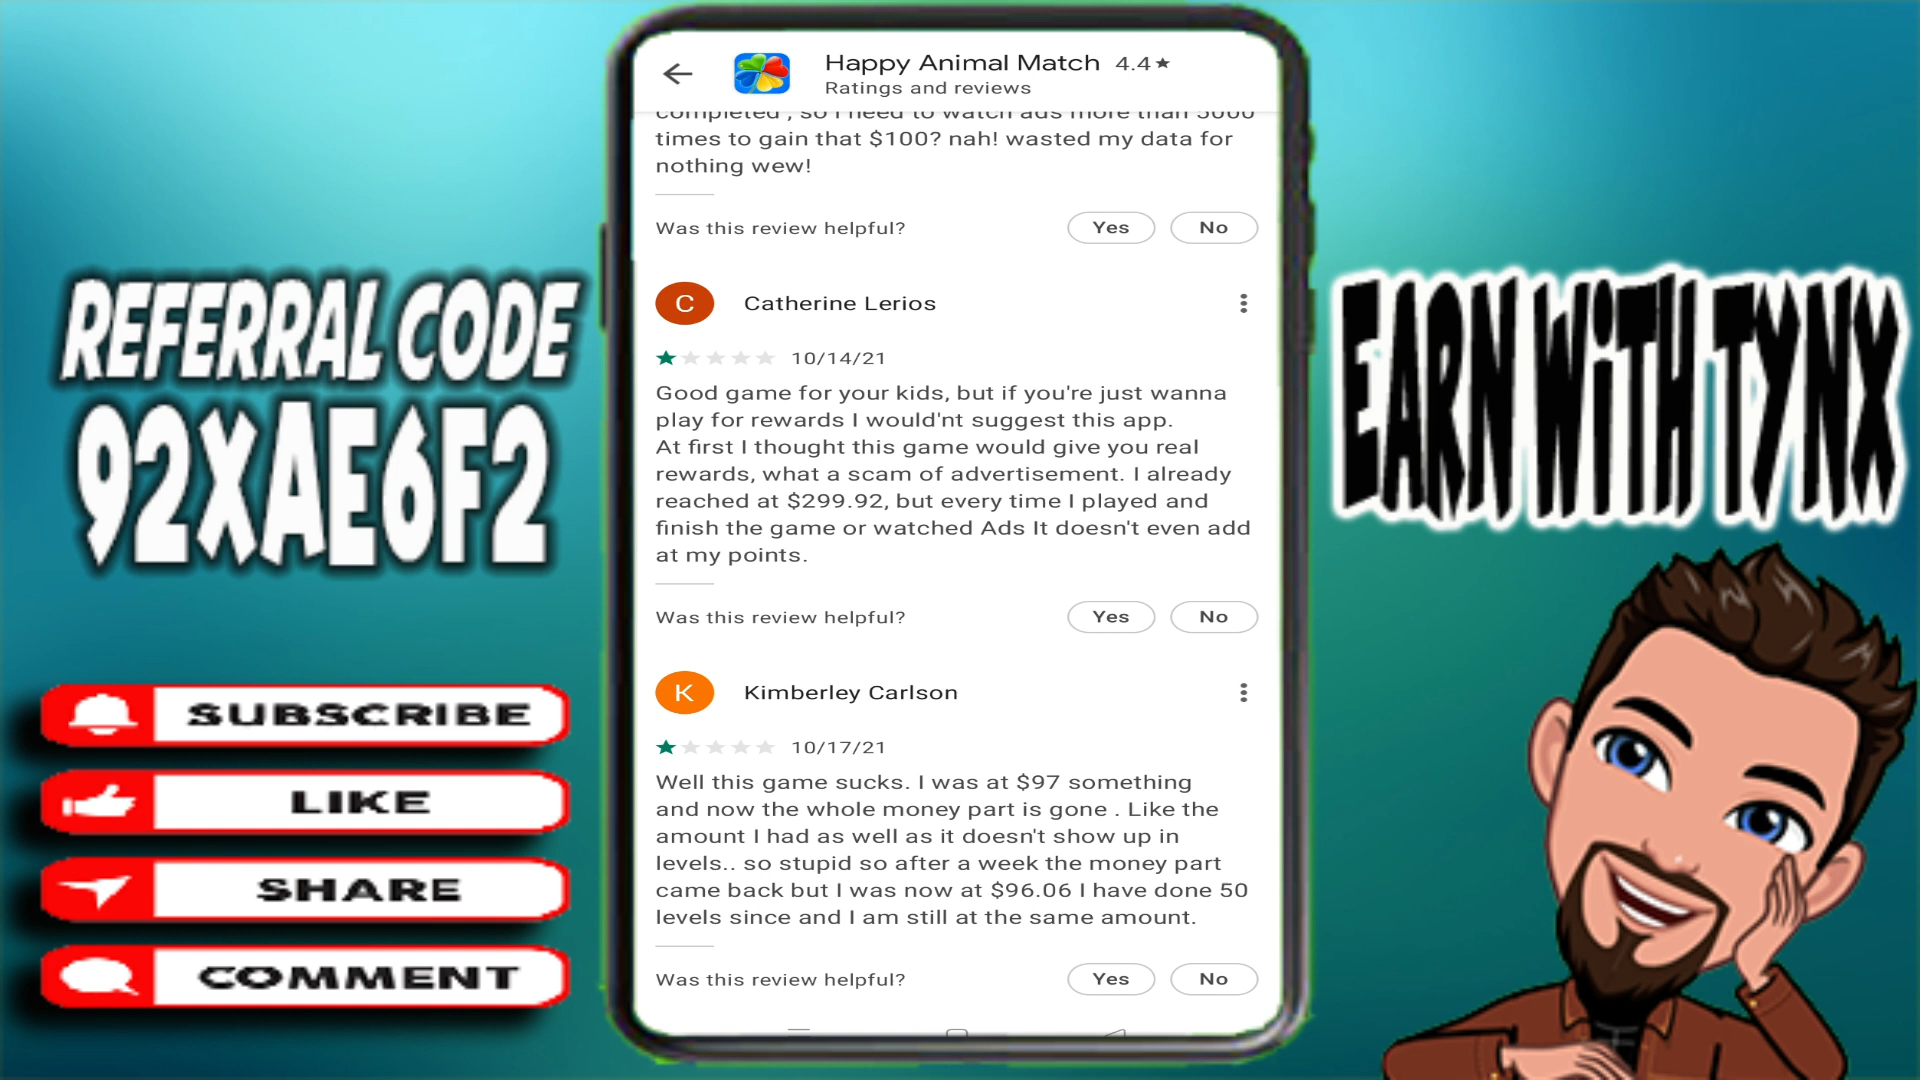 REFERRAL CODE
92XAE6F2
SUBSCRIBE
LIKE
SHARE
COMMENT
Happy Animal Match 4.4★
Ratings and reviews
completed , so I need to watch ads more than 5000
times to gain that $100? nah! wasted my data for
nothing wew!
Was this review helpful? Yes No
C Catherine Lerios
10/14/21
Good game for your kids, but if you're just wanna
play for rewards I would'nt suggest this app.
At first I thought this game would give you real
rewards, what a scam of advertisement. I already
reached at $299.92, but every time I played and
finish the game or watched Ads It doesn't even add
at my points.
Was this review helpful? Yes No
K Kimberley Carlson
10/17/21
Well this game sucks. I was at $97 something
and now the whole money part is gone . Like the
amount I had as well as it doesn't show up in
levels.. so stupid so after a week the money part
came back but I was now at $96.06 I have done 50
levels since and I am still at the same amount.
Was this review helpful? Yes No
EARN WiTH TYNX